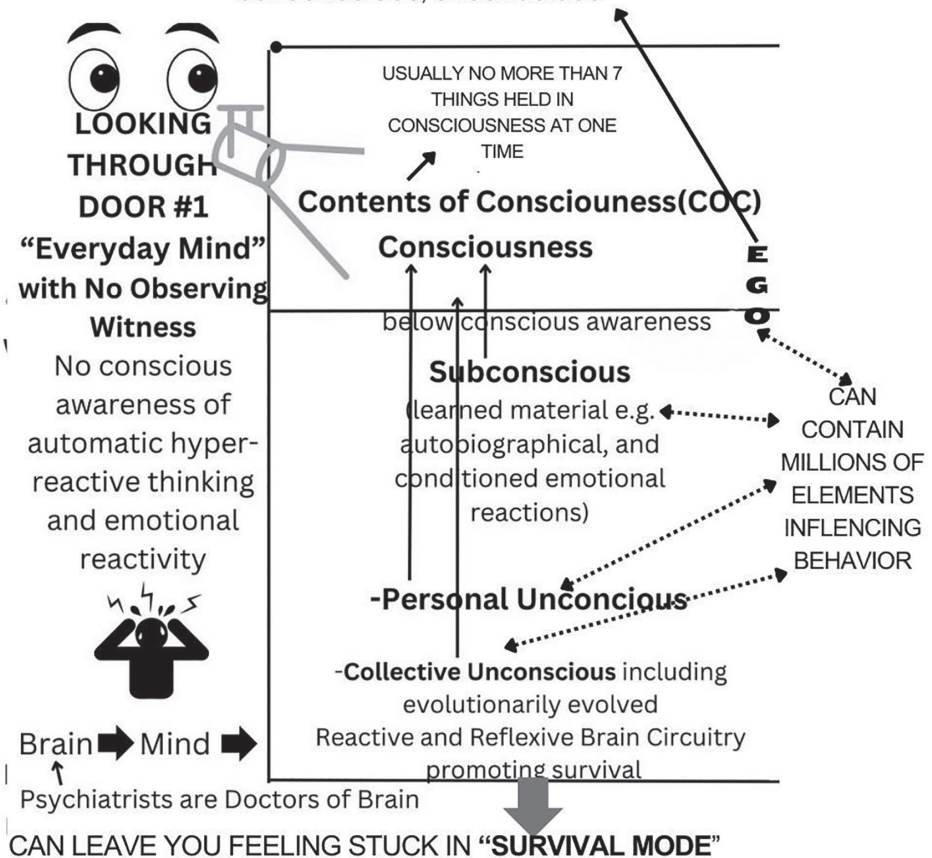 USUALLY NO MORE THAN 7
THINGS HELD IN
CONSCIOUSNESS AT ONE
TIME
Contents of Consciouness(COC)
Consciousness
LOOKING
THROUGH
DOOR #1
“Everyday Mind”
with No Observing
Witness
No conscious
awareness of
automatic hyper-
reactive thinking
and emotional
reactivity
E
G
O
below conscious awareness
Subconscious
(learned material e.g.
autobiographical, and
conditioned emotional
reactions)
CAN
CONTAIN
MILLIONS OF
ELEMENTS
INFLENCING
BEHAVIOR
-Personal Unconcious
-Collective Unconscious including
evolutionarily evolved
Reactive and Reflexive Brain Circuitry
promoting survival
Brain Mind
Psychiatrists are Doctors of Brain
CAN LEAVE YOU FEELING STUCK IN “SURVIVAL MODE”